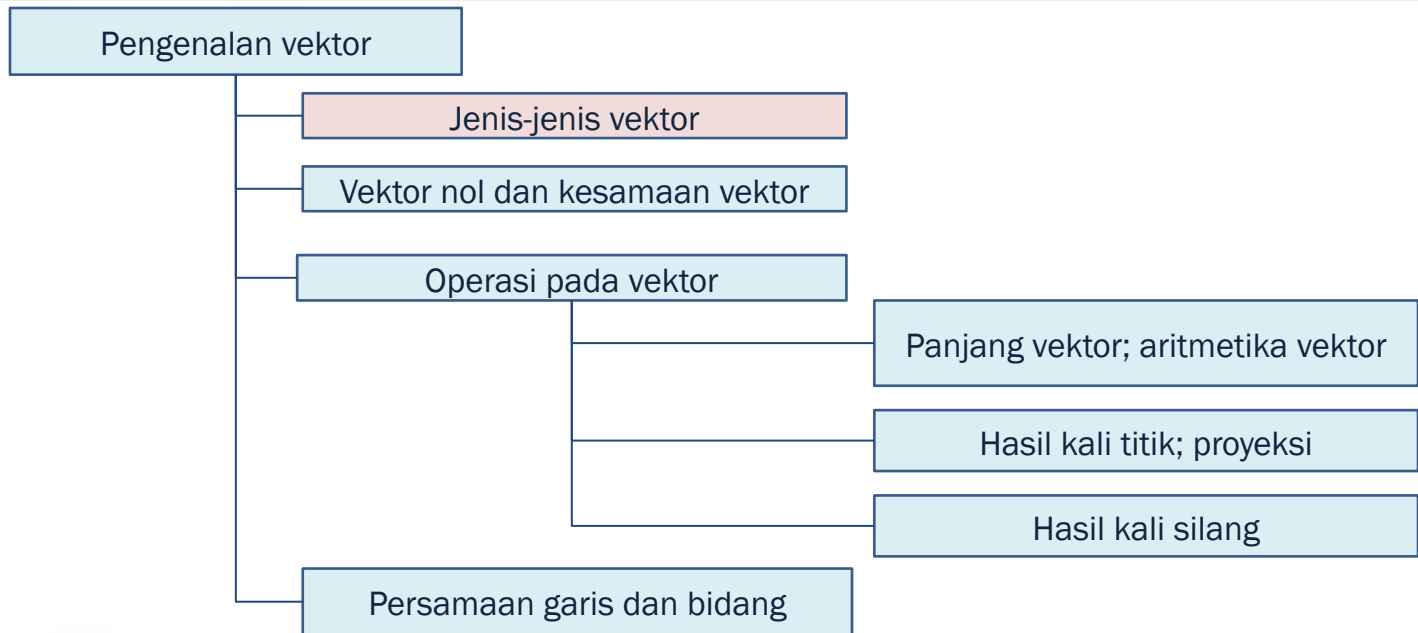 Pengenalan vektor
Jenis-jenis vektor
Vektor nol dan kesamaan vektor
Operasi pada vektor
Panjang vektor; aritmetika vektor
Hasil kali titik; proyeksi
Hasil kali silang
Persamaan garis dan bidang